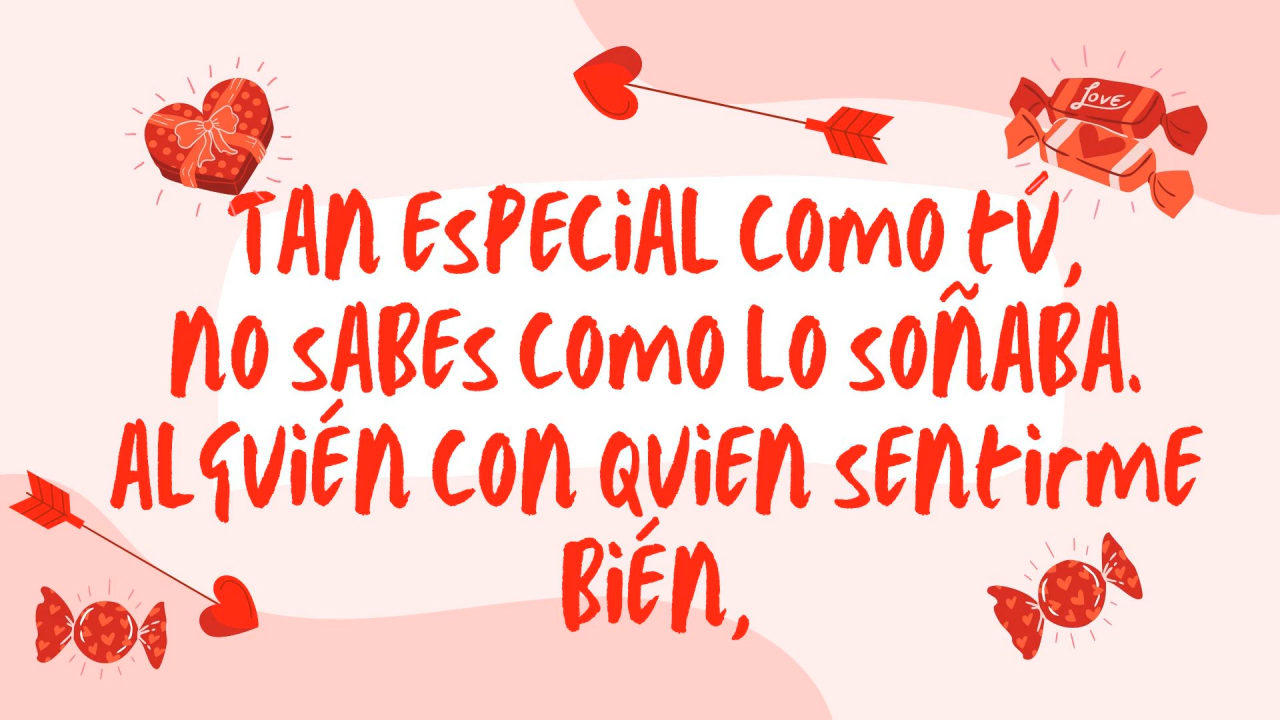 LOVE
TAN ESPECIAL COMO TÚ,
NO SABES COMO LO SOÑABA.
ALGUIÉN CON QUIEN SENTIRME
BIÉN,